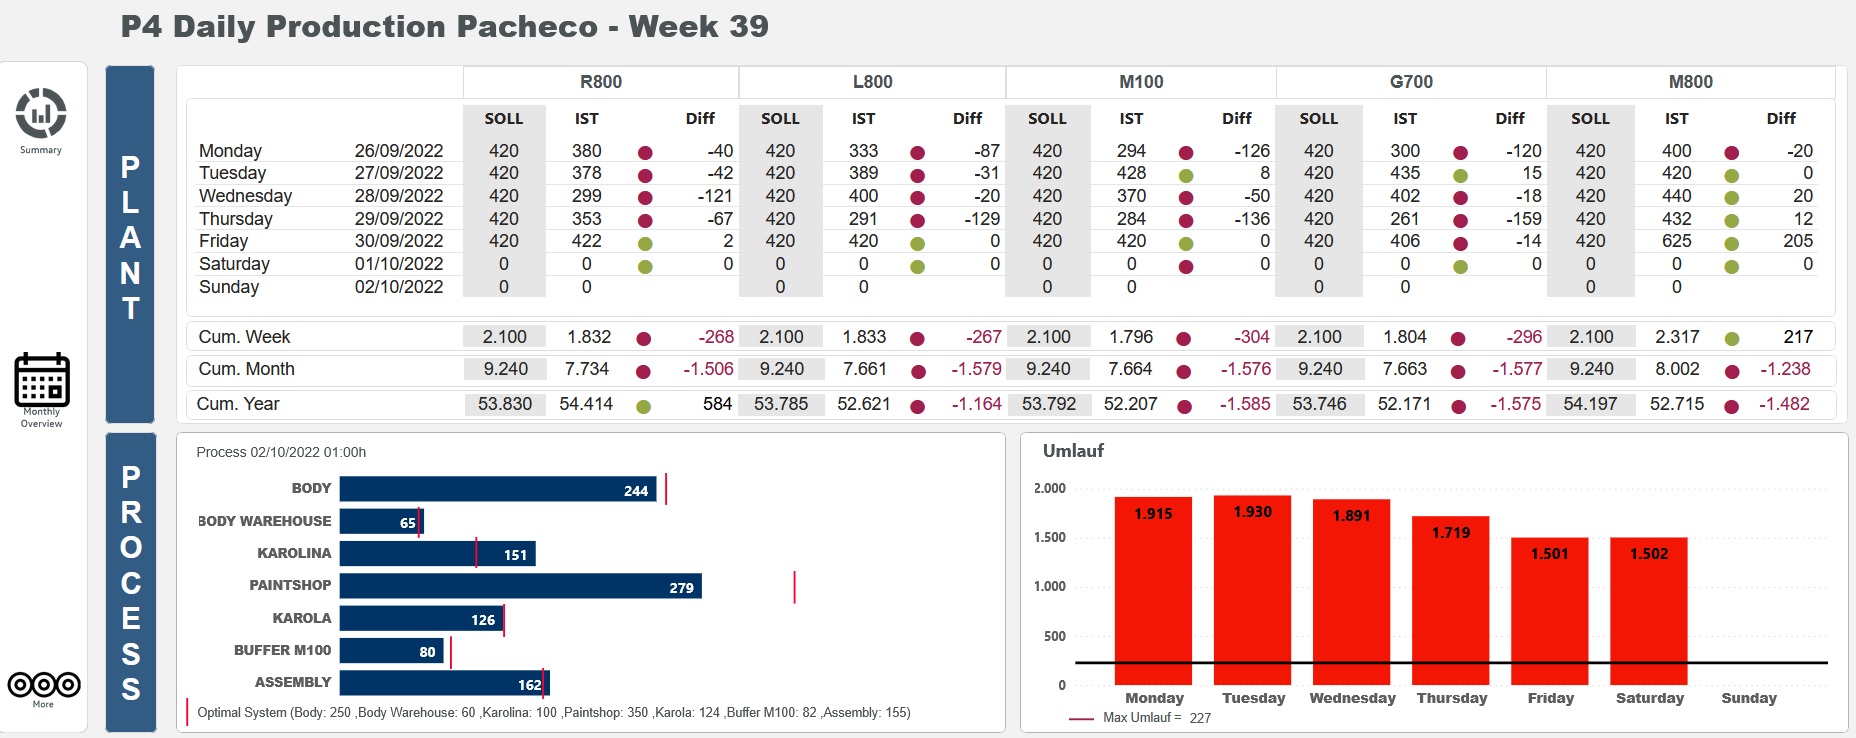 P4 Daily Production Pacheco - Week 39
Summary
Monthly
Overview
More
PLANT
R800 L800 M100 G700 M800
SOLL IST Diff SOLL IST Diff SOLL IST Diff SOLL IST Diff SOLL IST Diff
Monday 26/09/2022 420 380 -40 420 333 -87 420 294 -126 420 300 -120 420 400 -20
Tuesday 27/09/2022 420 378 -42 420 389 -31 420 428 8 420 435 15 420 420 0
Wednesday 28/09/2022 420 299 -121 420 400 -20 420 370 -50 420 402 -18 420 440 20
Thursday 29/09/2022 420 353 -67 420 291 -129 420 284 -136 420 261 -159 420 432 12
Friday 30/09/2022 420 422 2 420 420 0 420 420 0 420 406 -14 420 625 205
Saturday 01/10/2022 0 0 0 0 0 0 0 0 0 0 0 0 0 0 0
Sunday 02/10/2022 0 0 0 0 0 0 0 0 0 0
Cum. Week 2.100 1.832 -268 2.100 1.833 -267 2.100 1.796 -304 2.100 1.804 -296 2.100 2.317 217
Cum. Month 9.240 7.734 -1.506 9.240 7.661 -1.579 9.240 7.664 -1.576 9.240 7.663 -1.577 9.240 8.002 -1.238
Cum. Year 53.830 54.414 584 53.785 52.621 -1.164 53.792 52.207 -1.585 53.746 52.171 -1.575 54.197 52.715 -1.482
PROCESS
Process 02/10/2022 01:00h
BODY 244
BODY WAREHOUSE 65
KAROLINA 151
PAINTSHOP 279
KAROLA 126
BUFFER M100 80
ASSEMBLY 162
Optimal System (Body: 250 ,Body Warehouse: 60 ,Karolina: 100 ,Paintshop: 350 ,Karola: 124 ,Buffer M100: 82 ,Assembly: 155)
Umlauf
2.000
1.500
1.000
500
0
1.915 1.930 1.891 1.719 1.501 1.502
Monday Tuesday Wednesday Thursday Friday Saturday Sunday
Max Umlauf = 227